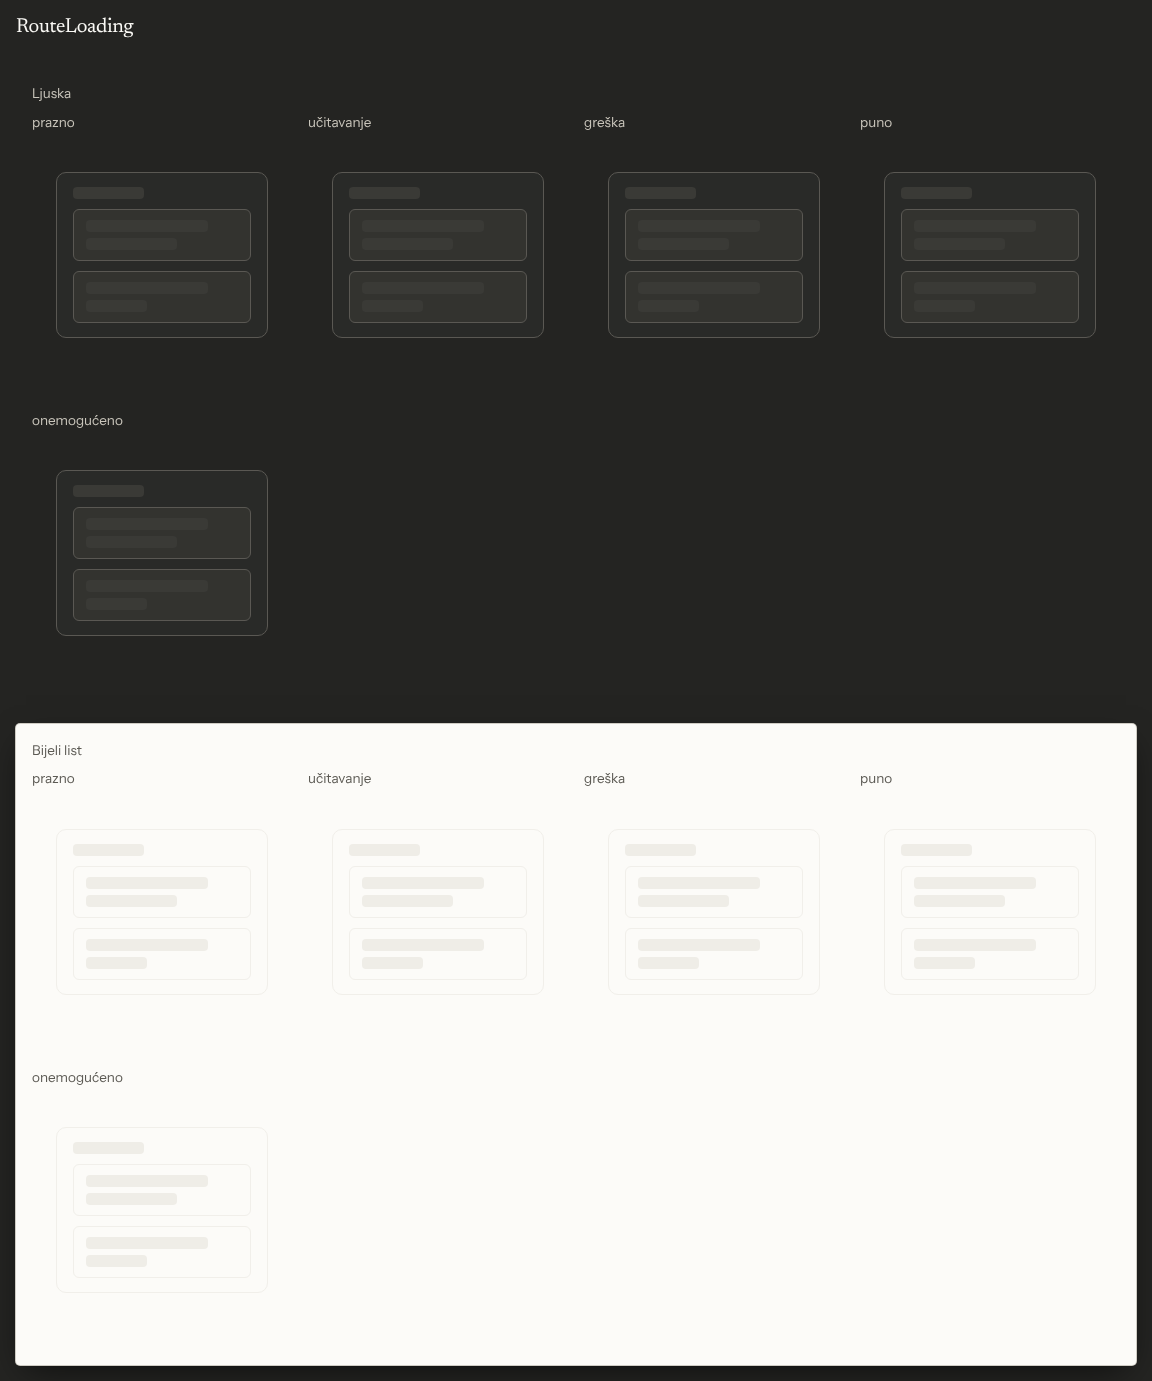 RouteLoading
Ljuska
prazno učitavanje greška puno
onemogućeno
Bijeli list
prazno učitavanje greška puno
onemogućeno